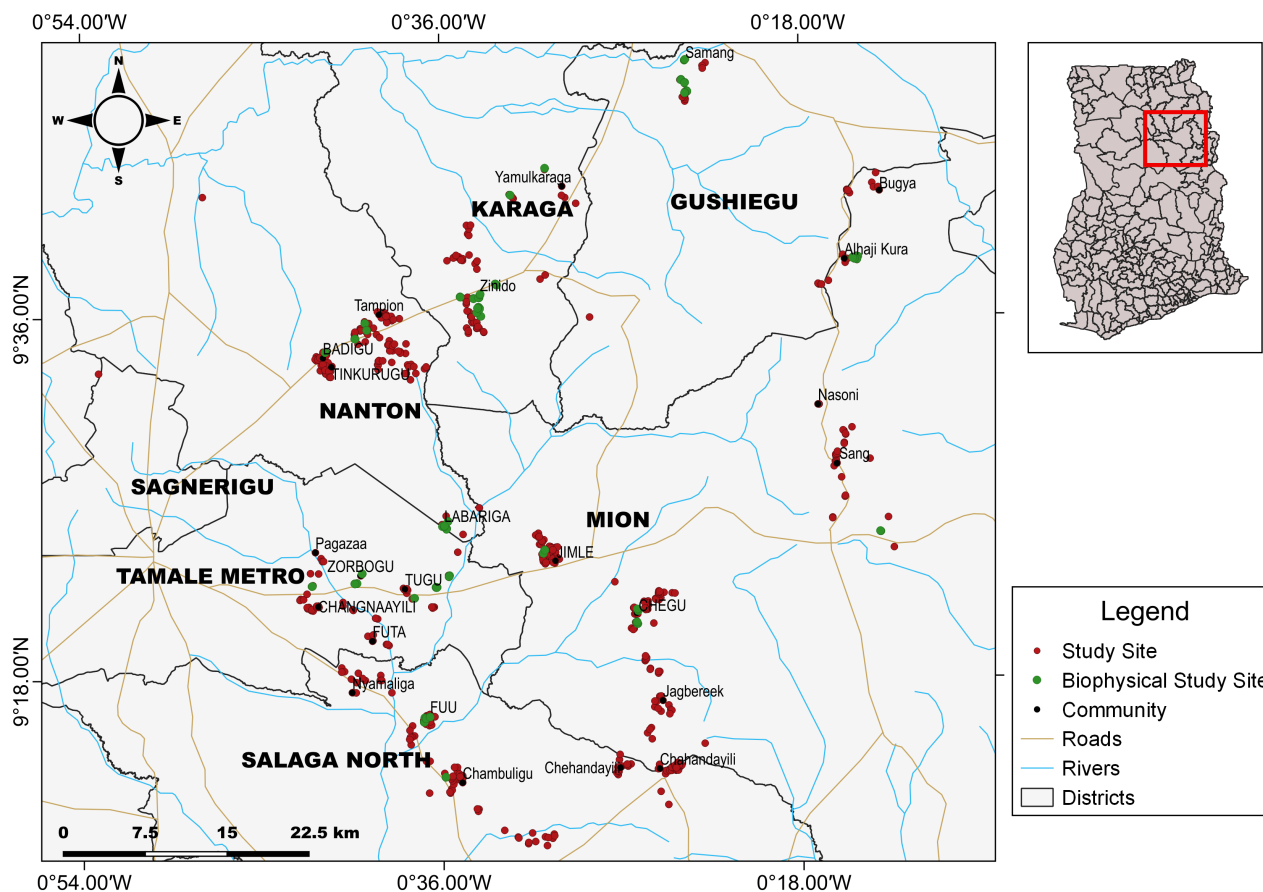 0°54.00'W 0°36.00'W 0°18.00'W
N
W E
S
Samang
Yamulkaraga
KARAGA
GUSHIEGU
Bugya
Alhaji Kura
Zinido
Tampion
9°36.00'N
BADIGU
TINKURUGU
NANTON
Nasoni
Sang
SAGNERIGU
LABARIGA
MION
Pagazaa
JIMLE
ZORBOGU
TAMALE METRO
TUGU
CHANGNAAYILI
CHEGU
FUTA
9°18.00'N
Nyamaliga
Jagbereek
FUU
SALAGA NORTH
Chambuligu
Chehandayili
Chahandavili
0 7.5 15 22.5 km
0°54.00'W 0°36.00'W 0°18.00'W
Legend
Study Site
Biophysical Study Site
Community
Roads
Rivers
Districts